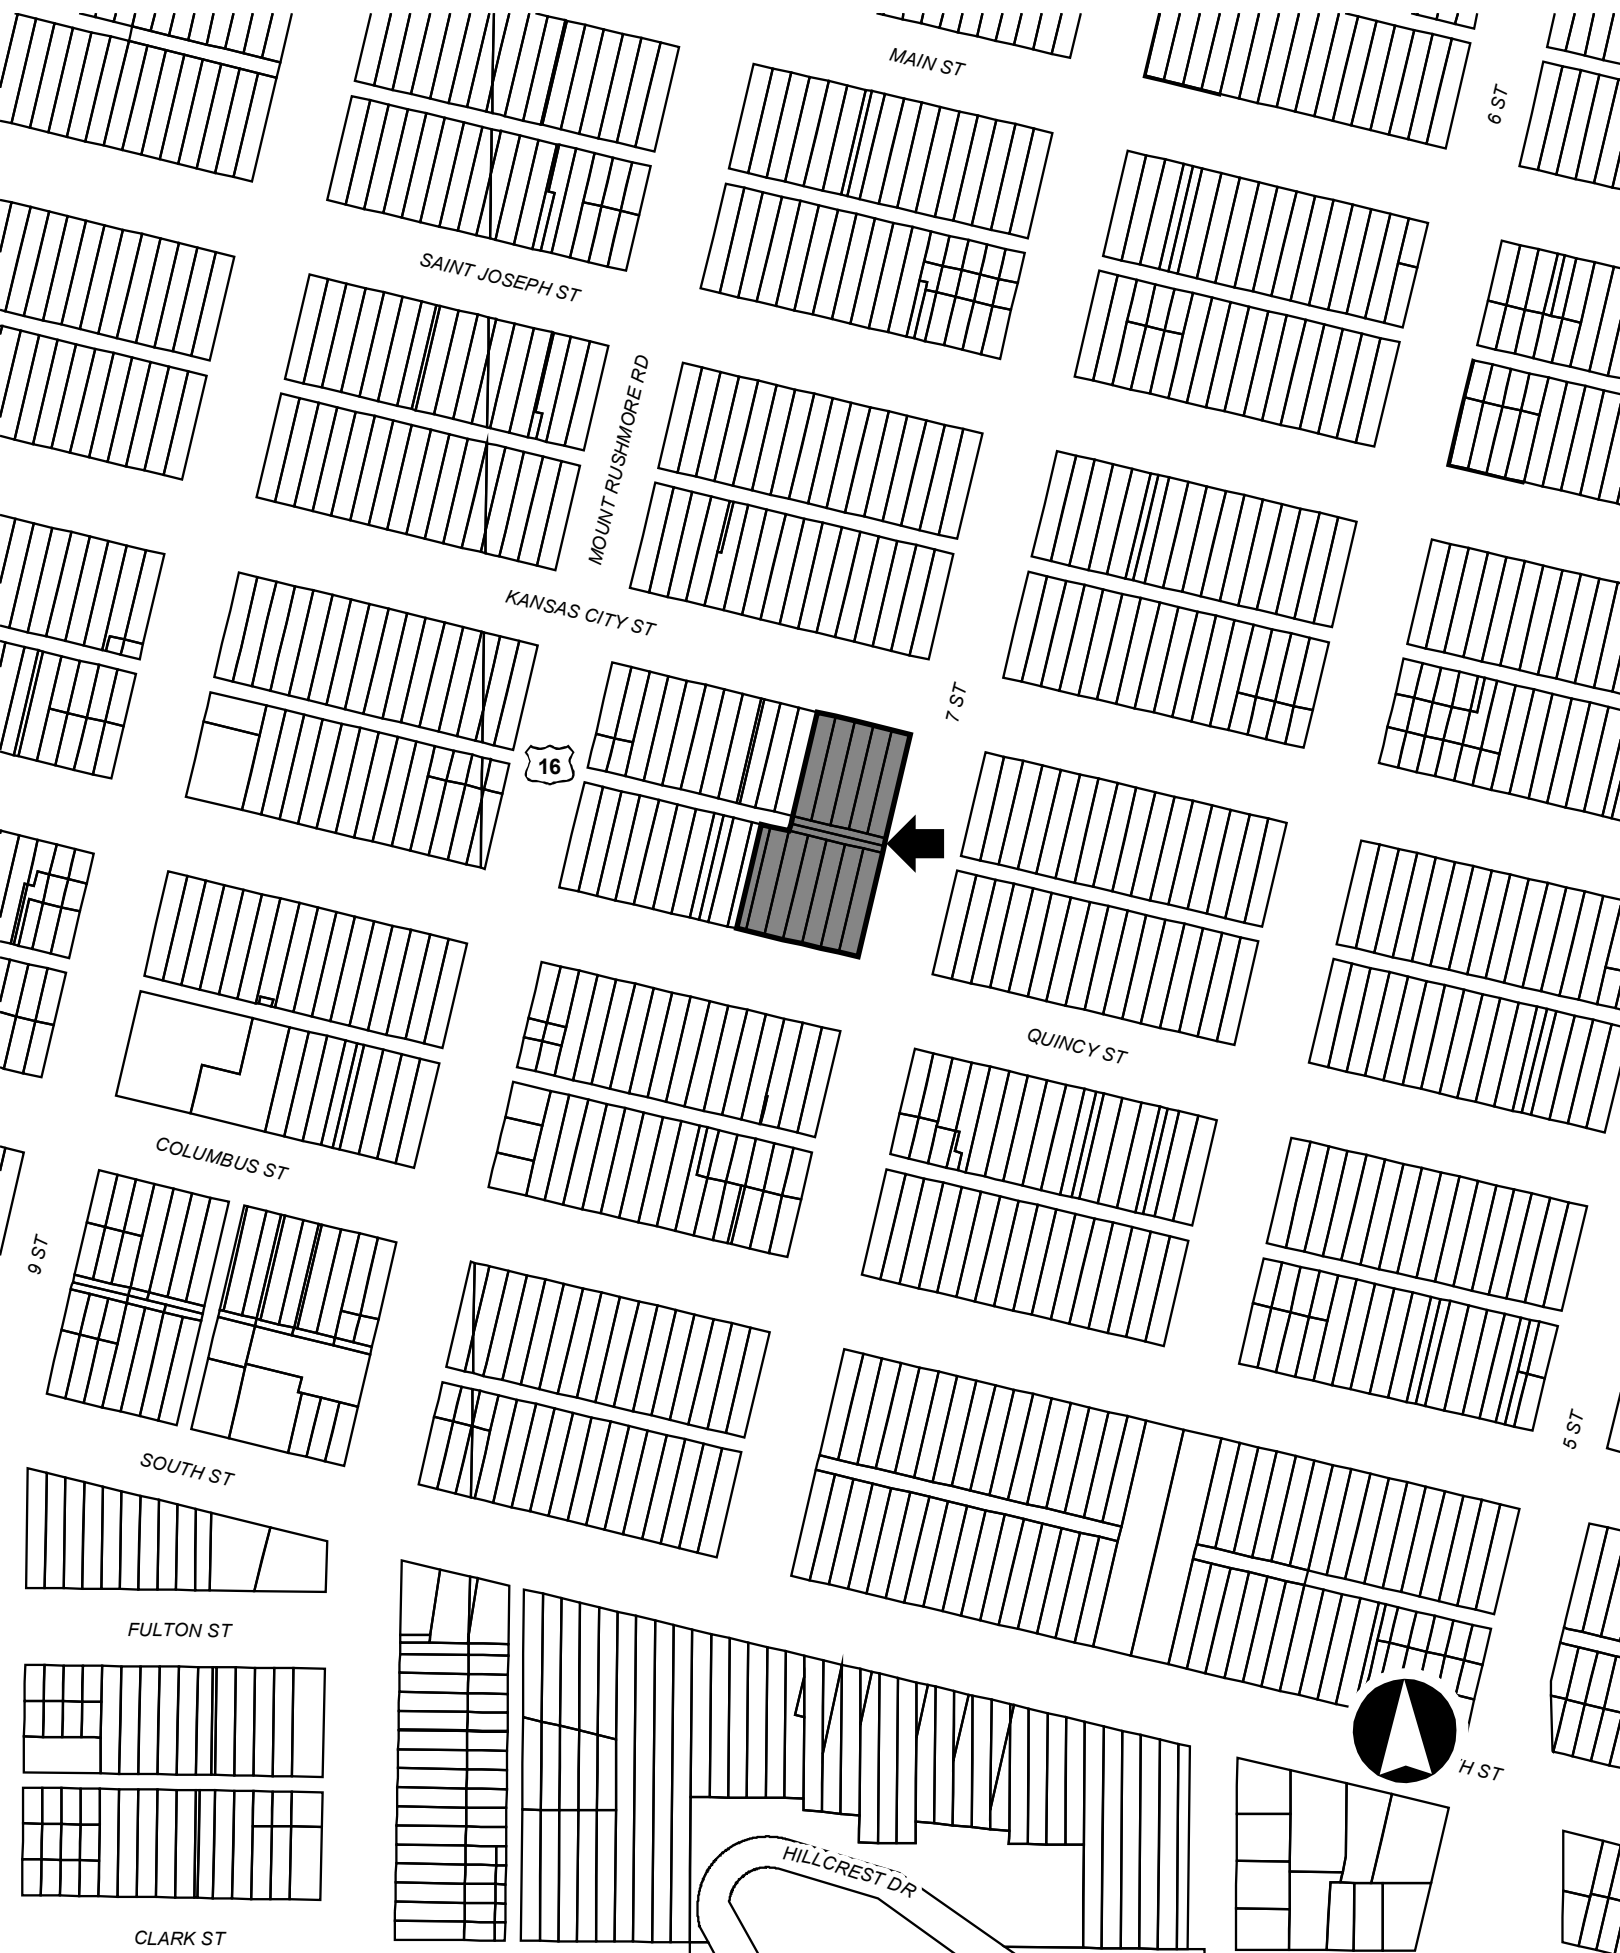 MAIN ST
6 ST
SAINT JOSEPH ST
MOUNT RUSHMORE RD
KANSAS CITY ST
7 ST
16
QUINCY ST
COLUMBUS ST
9 ST
5 ST
SOUTH ST
FULTON ST
H ST
HILLCREST DR
CLARK ST